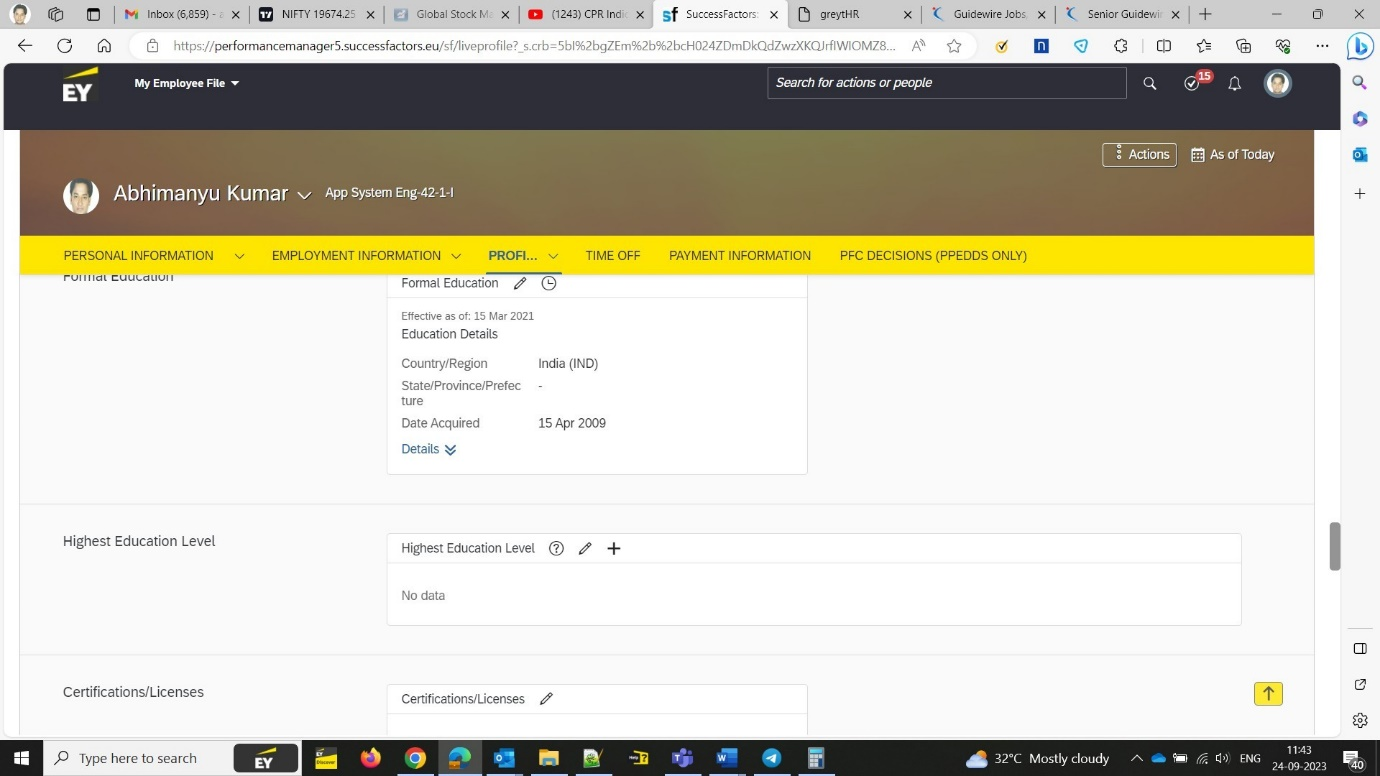 Inbox (6,859) -
NIFTY 19674.25
Global Stock M
(1243) CPR Indic
SuccessFactors:
greytHR
Guidewire Jobs,
Senior Guidewir
https://performancemanager5.successfactors.eu/sf/liveprofile?_s.crb=5bl%2bgZEm%2b%2bcH024ZDmDkQdZwzXKQJrflWIOMZ8...
EY
My Employee File
Search for actions or people
15
Actions
As of Today
Abhimanyu Kumar
App System Eng-42-1-I
PERSONAL INFORMATION
EMPLOYMENT INFORMATION
PROFI...
TIME OFF
PAYMENT INFORMATION
PFC DECISIONS (PPEDDS ONLY)
Formal Education
Formal Education
Effective as of: 15 Mar 2021
Education Details
Country/Region
India (IND)
State/Province/Prefec
ture
-
Date Acquired
15 Apr 2009
Details
Highest Education Level
Highest Education Level
No data
Certifications/Licenses
Certifications/Licenses
Type here to search
EY
32°C Mostly cloudy
ENG
11:43
24-09-2023
40